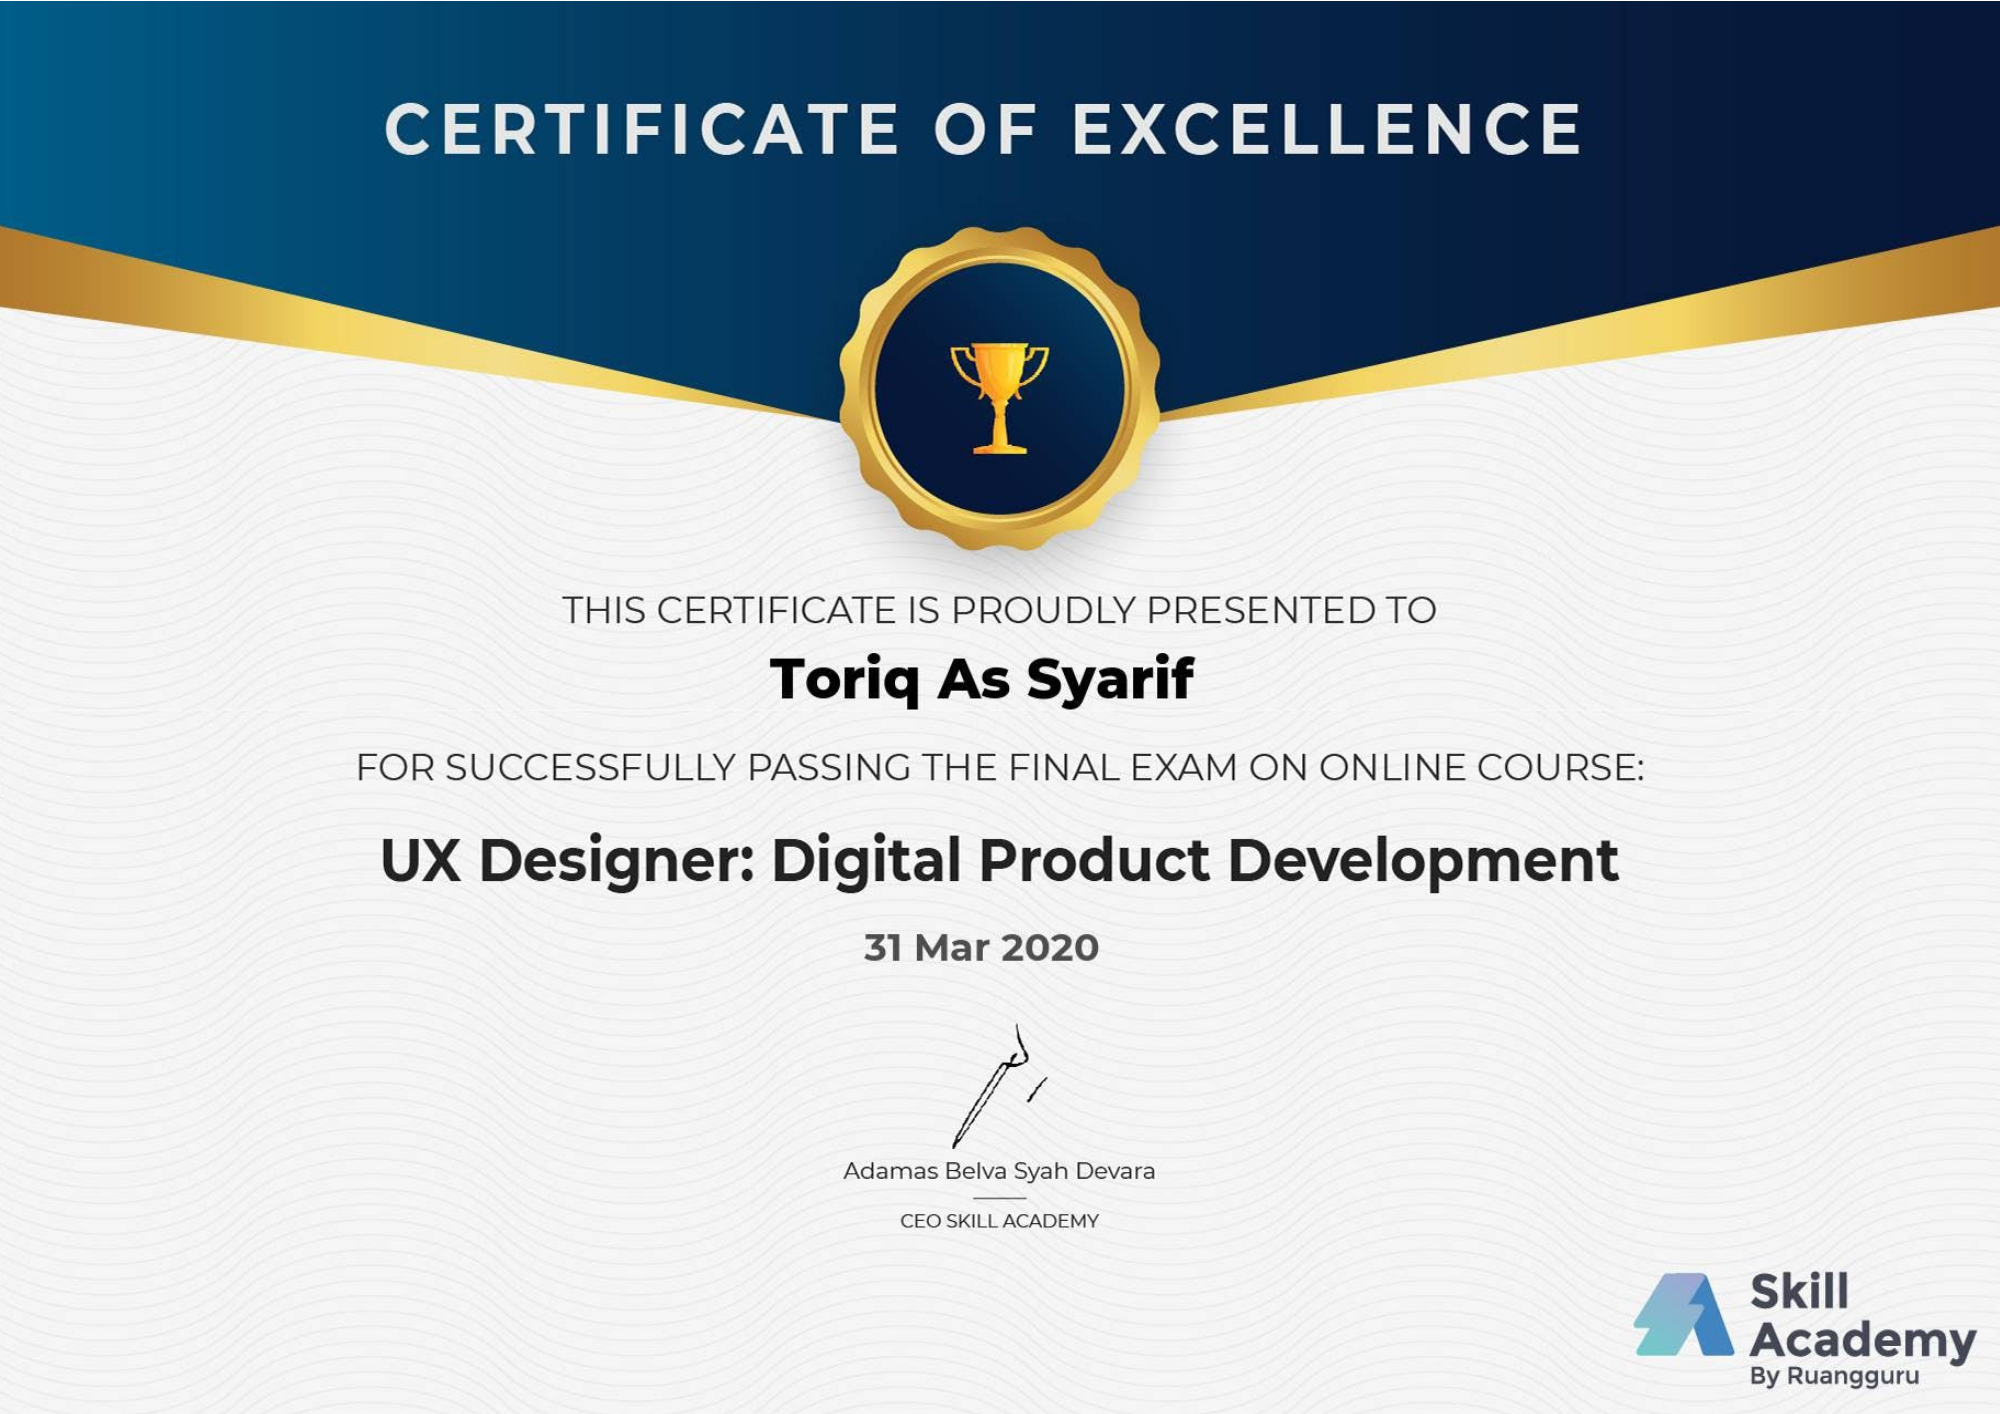 CERTIFICATE OF EXCELLENCE
THIS CERTIFICATE IS PROUDLY PRESENTED TO
Toriq As Syarif
FOR SUCCESSFULLY PASSING THE FINAL EXAM ON ONLINE COURSE:
UX Designer: Digital Product Development
31 Mar 2020
Adamas Belva Syah Devara
CEO SKILL ACADEMY
Skill
Academy
By Ruangguru